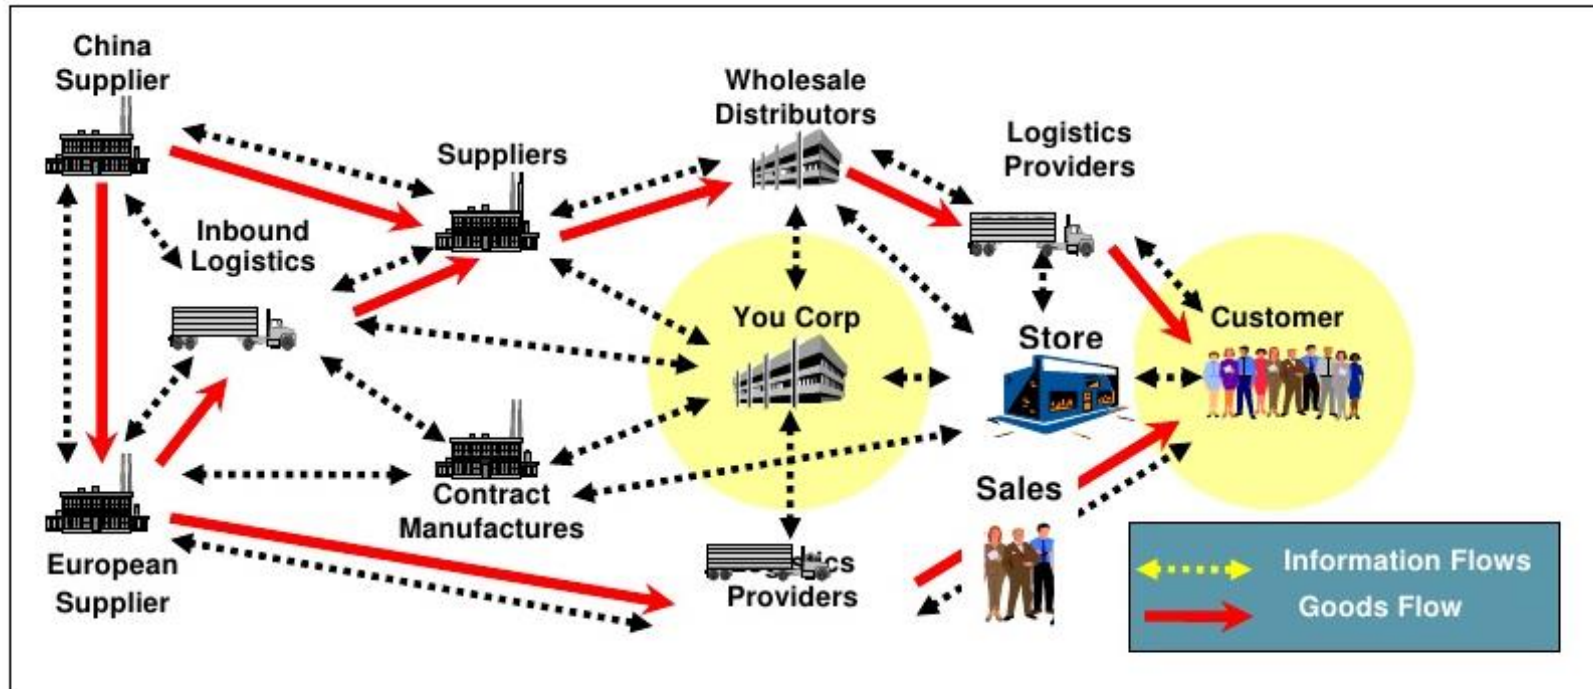 China
Supplier
Wholesale
Distributors
Logistics
Providers
Suppliers
Inbound
Logistics
You Corp
Store
Customer
Contract
Manufactures
Sales
European
Supplier
Providers
Information Flows
Goods Flow